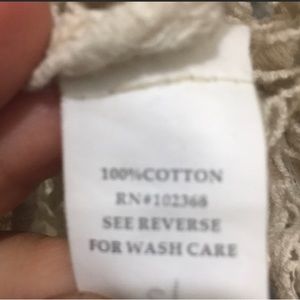 100%COTTON
RN#102368
SEE REVERSE
FOR WASH CARE